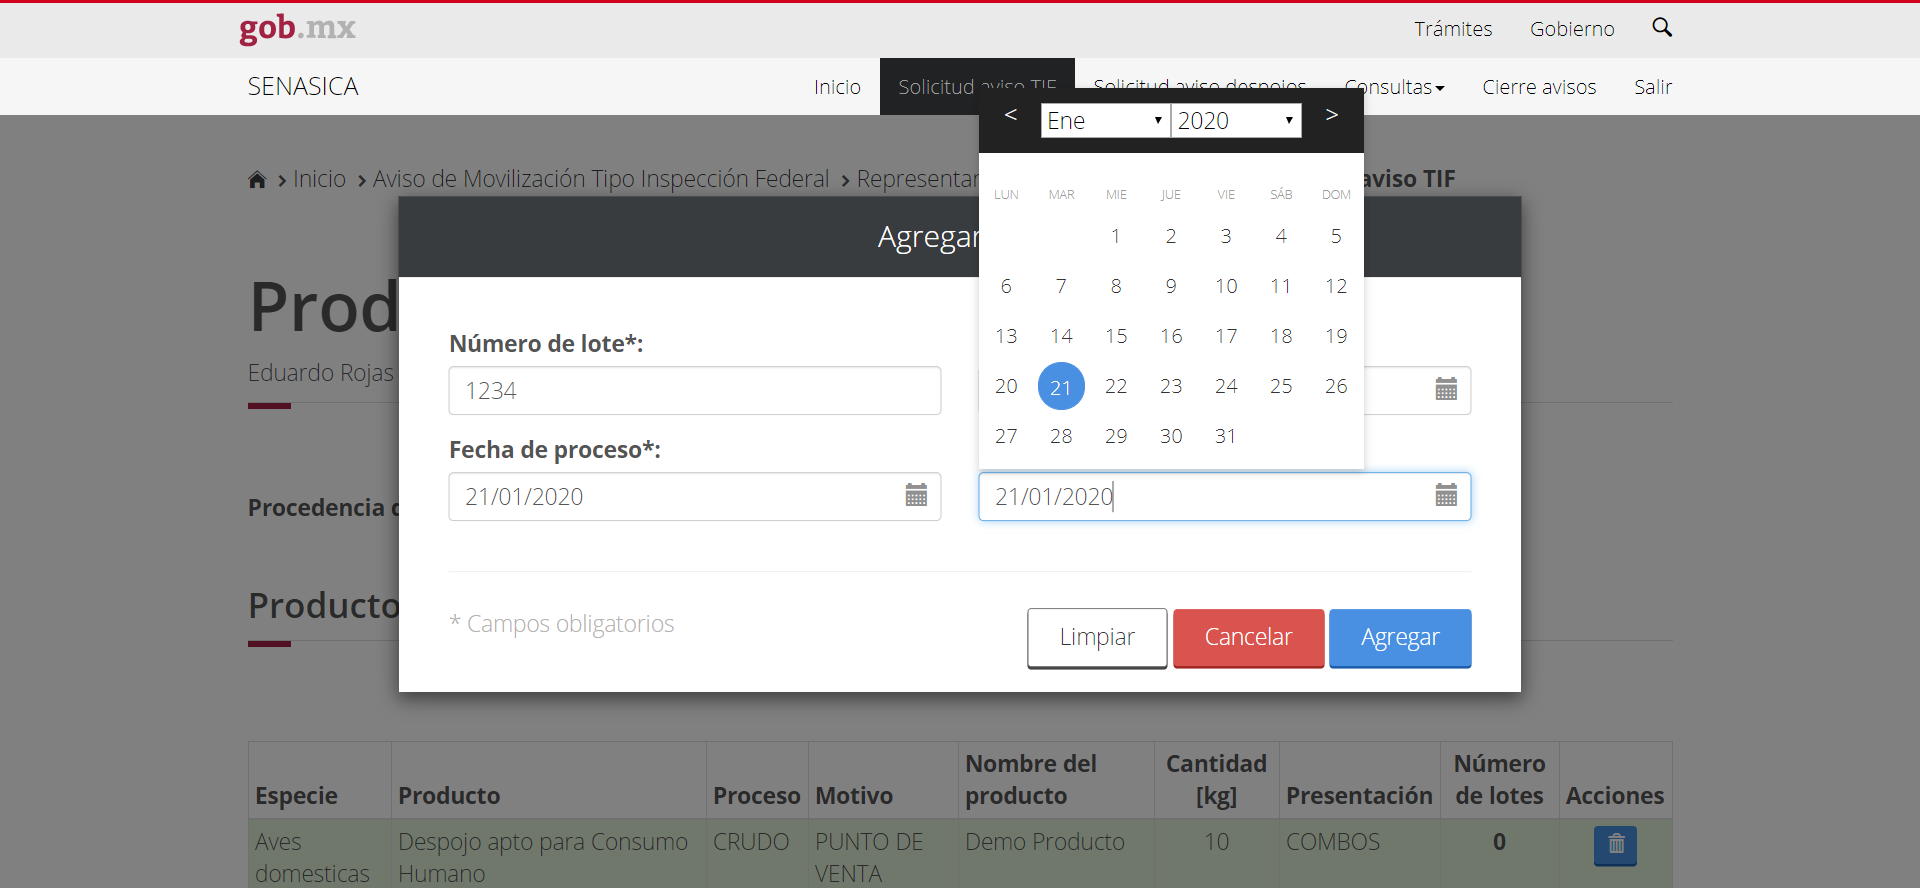 gob.mx
Trámites Gobierno
SENASICA
Inicio Solicitud aviso TIF Solicitud aviso despojos Consultas Cierre avisos Salir
< Ene 2020 >
Inicio > Aviso de Movilización Tipo Inspección Federal > aviso TIF
LUN MAR MIE JUE VIE SÁB DOM
Agregar
1 2 3 4 5
6 7 8 9 10 11 12
13 14 15 16 17 18 19
20 21 22 23 24 25 26
27 28 29 30 31
Eduardo Rojas
Número de lote*:
1234
Fecha de proceso*:
21/01/2020
21/01/2020
Procedencia
Producto
* Campos obligatorios
Limpiar Cancelar Agregar
Especie Producto Proceso Motivo Nombre del producto Cantidad [kg] Presentación Número de lotes Acciones
Aves domesticas Despojo apto para Consumo Humano CRUDO PUNTO DE VENTA Demo Producto 10 COMBOS 0